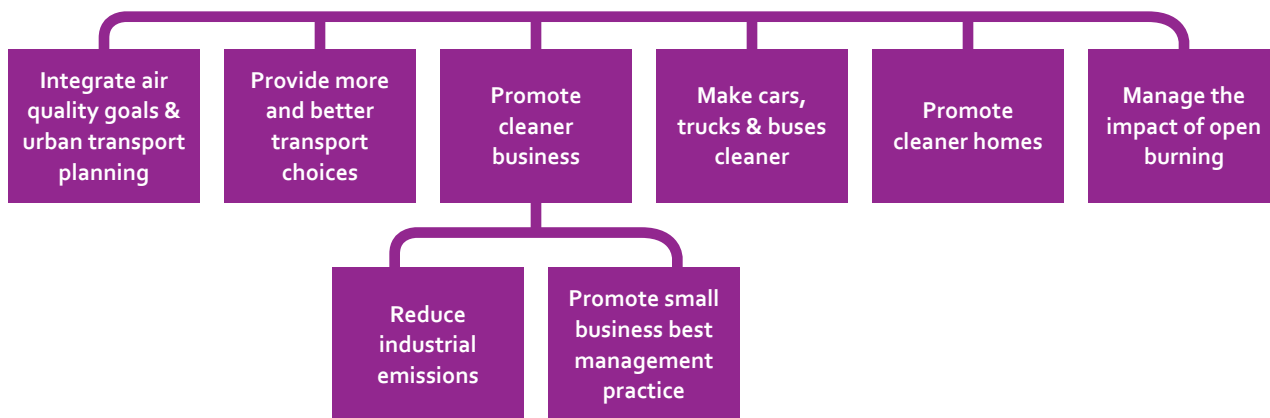 Integrate air
quality goals &
urban transport
planning
Provide more
and better
transport
choices
Promote
cleaner
business
Make cars,
trucks & buses
cleaner
Promote
cleaner homes
Manage the
impact of open
burning
Reduce
industrial
emissions
Promote small
business best
management
practice